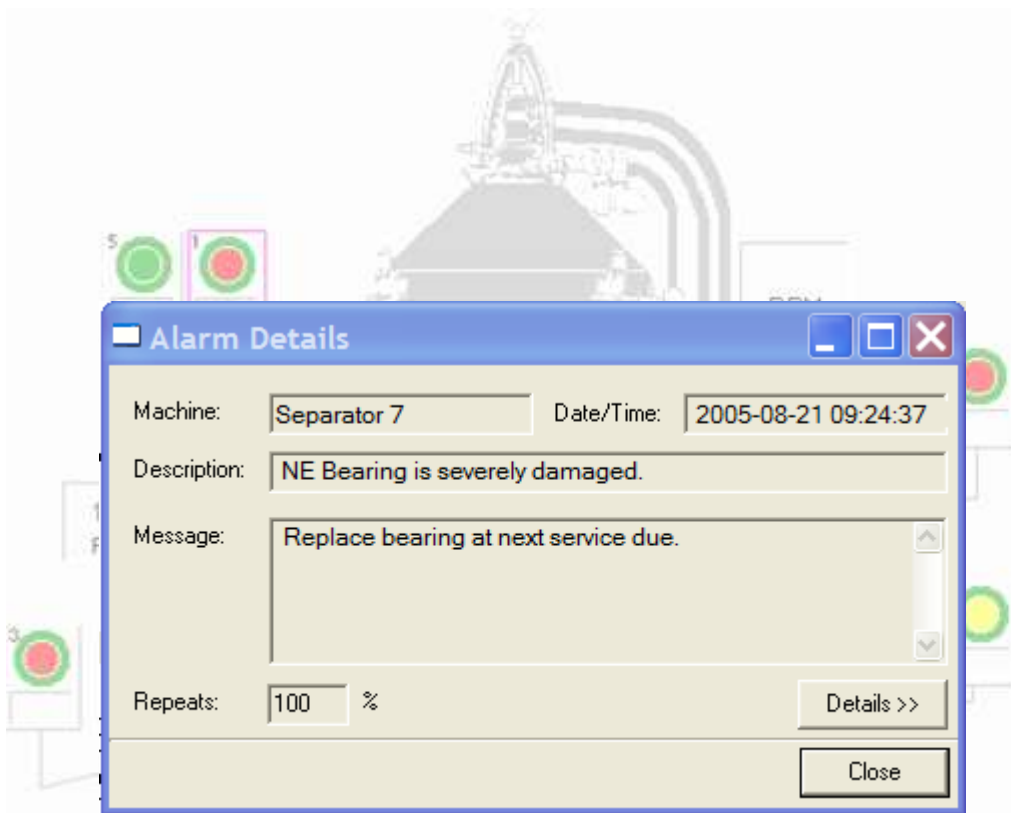 5
1
Alarm Details
Machine: Separator 7 Date/Time: 2005-08-21 09:24:37
Description: NE Bearing is severely damaged.
Message: Replace bearing at next service due.
3
Repeats: 100 %
Details >>
Close